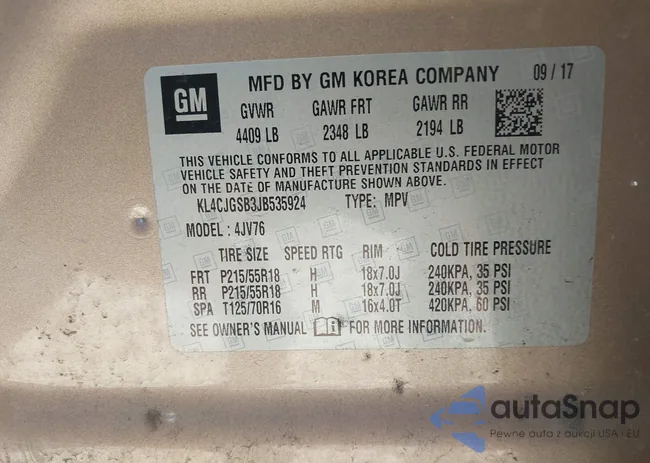 MFD BY GM KOREA COMPANY 09 / 17
GM
GVWR GAWR FRT GAWR RR
4409 LB 2348 LB 2194 LB
THIS VEHICLE CONFORMS TO ALL APPLICABLE U.S. FEDERAL MOTOR
VEHICLE SAFETY AND THEFT PREVENTION STANDARDS IN EFFECT
ON THE DATE OF MANUFACTURE SHOWN ABOVE.
KL4CJGSB3JB535924 TYPE: MPV
MODEL : 4JV76
TIRE SIZE SPEED RTG RIM COLD TIRE PRESSURE
FRT P215/55R18 H 18x7.0J 240KPA, 35 PSI
RR P215/55R18 H 18x7.0J 240KPA, 35 PSI
SPA T125/70R16 M 16x4.0T 420KPA, 60 PSI
SEE OWNER'S MANUAL FOR MORE INFORMATION.
autaSnap
Pewne auta z aukcji USA i EU